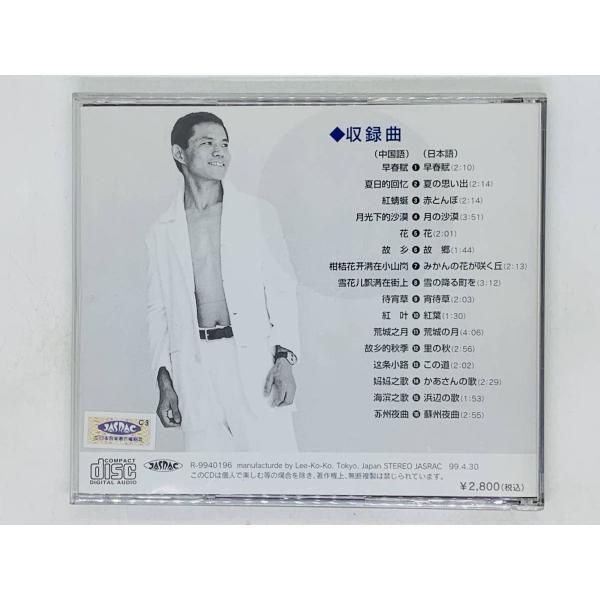 ◆収録曲
(中国語) (日本語)
早春賦 1 早春賦(2:10)
夏日的回忆 2 夏の思い出(2:14)
紅蜻蜓 3 赤とんぼ(2:14)
月光下的沙漠 4 月の沙漠(3:51)
花 5 花(2:01)
故乡 6 故郷(1:44)
柑桔花开满在小山岗 7 みかんの花が咲く丘(2:13)
雪花儿飘满在街上 8 雪の降る町を(3:12)
待宵草 9 宵待草(2:03)
紅叶 10 紅葉(1:30)
荒城之月 11 荒城の月(4:06)
故乡的秋季 12 里の秋(2:56)
这条小路 13 この道(2:02)
妈妈之歌 14 かあさんの歌(2:29)
海滨之歌 15 浜辺の歌(1:53)
苏州夜曲 16 蘇州夜曲(2:55)
C3
JASRAC
COMPACT
disc
DIGITAL AUDIO
JASRAC
R-9940196 manufacturde by Lee-Ko-Ko, Tokyo, Japan STEREO JASRAC 99.4.30
このCDは個人で楽しむ等の場合を除き、著作権上、無断複製は禁じられています。
¥2,800(税込)